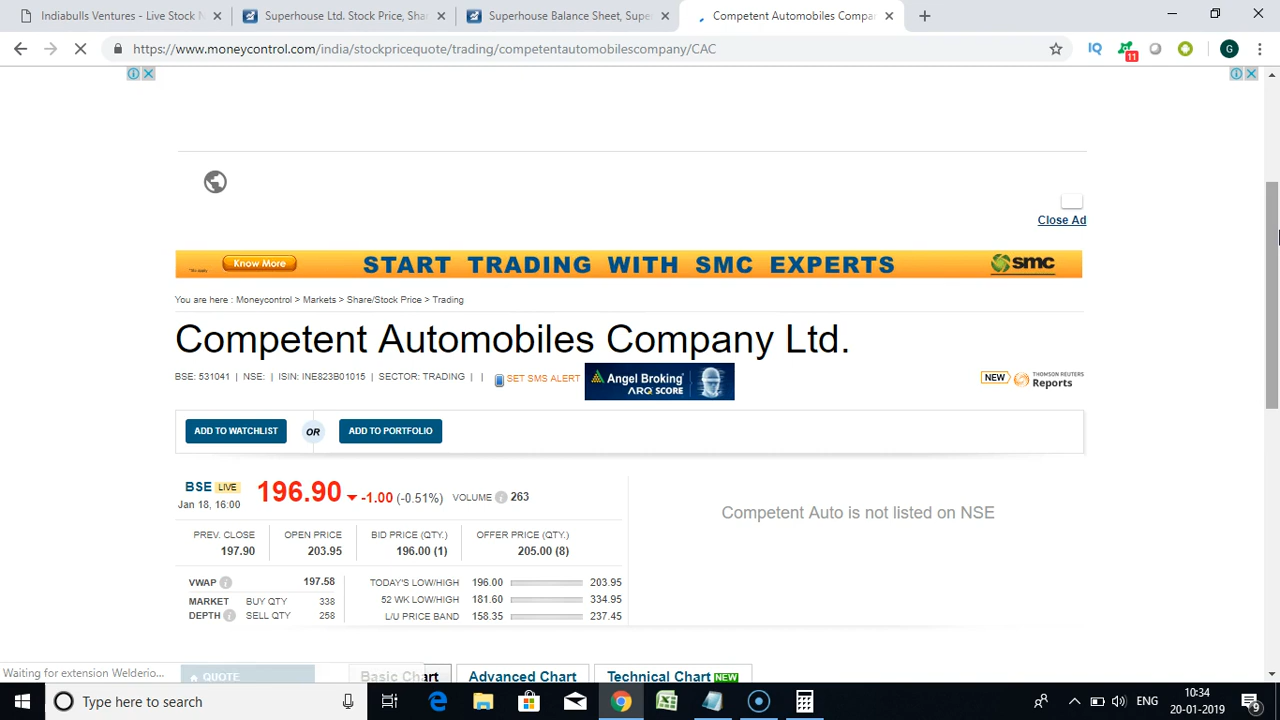 Indiabulls Ventures - Live Stock N
Superhouse Ltd. Stock Price, Shar
Superhouse Balance Sheet, Super
Competent Automobiles Compan
https://www.moneycontrol.com/india/stockpricequote/trading/competentautomobilescompany/CAC
IQ
11
G
Close Ad
Know More
START TRADING WITH SMC EXPERTS
smc
You are here : Moneycontrol > Markets > Share/Stock Price > Trading
Competent Automobiles Company Ltd.
BSE: 531041 | NSE: | ISIN: INE823B01015 | SECTOR: TRADING | |
SET SMS ALERT
Angel Broking
ARQ SCORE
NEW
THOMSON REUTERS
Reports
ADD TO WATCHLIST
OR
ADD TO PORTFOLIO
BSE LIVE
Jan 18, 16:00
196.90
-1.00 (-0.51%)
VOLUME 263
Competent Auto is not listed on NSE
PREV. CLOSE OPEN PRICE BID PRICE (QTY.) OFFER PRICE (QTY.)
197.90 203.95 196.00 (1) 205.00 (8)
VWAP 197.58
MARKET BUY QTY 338
DEPTH SELL QTY 258
TODAY'S LOW/HIGH 196.00 203.95
52 WK LOW/HIGH 181.60 334.95
L/U PRICE BAND 158.35 237.45
Waiting for extension Welderio...
QUOTE
Basic Chart
Advanced Chart
Technical Chart NEW
Type here to search
ENG
10:34
20-01-2019
9